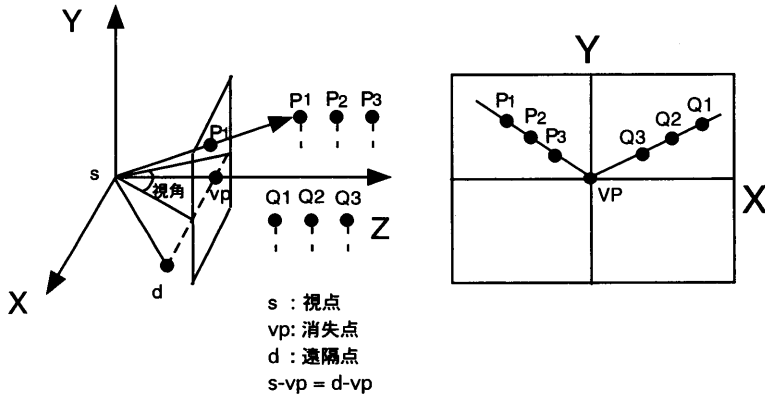 Y
s
P1
視角
vp
P1 P2 P3
Q1 Q2 Q3
Z
X
d
s : 視点
vp: 消失点
d : 遠隔点
s-vp = d-vp
Y
P1
P2
P3
Q1
Q2
Q3
VP
X